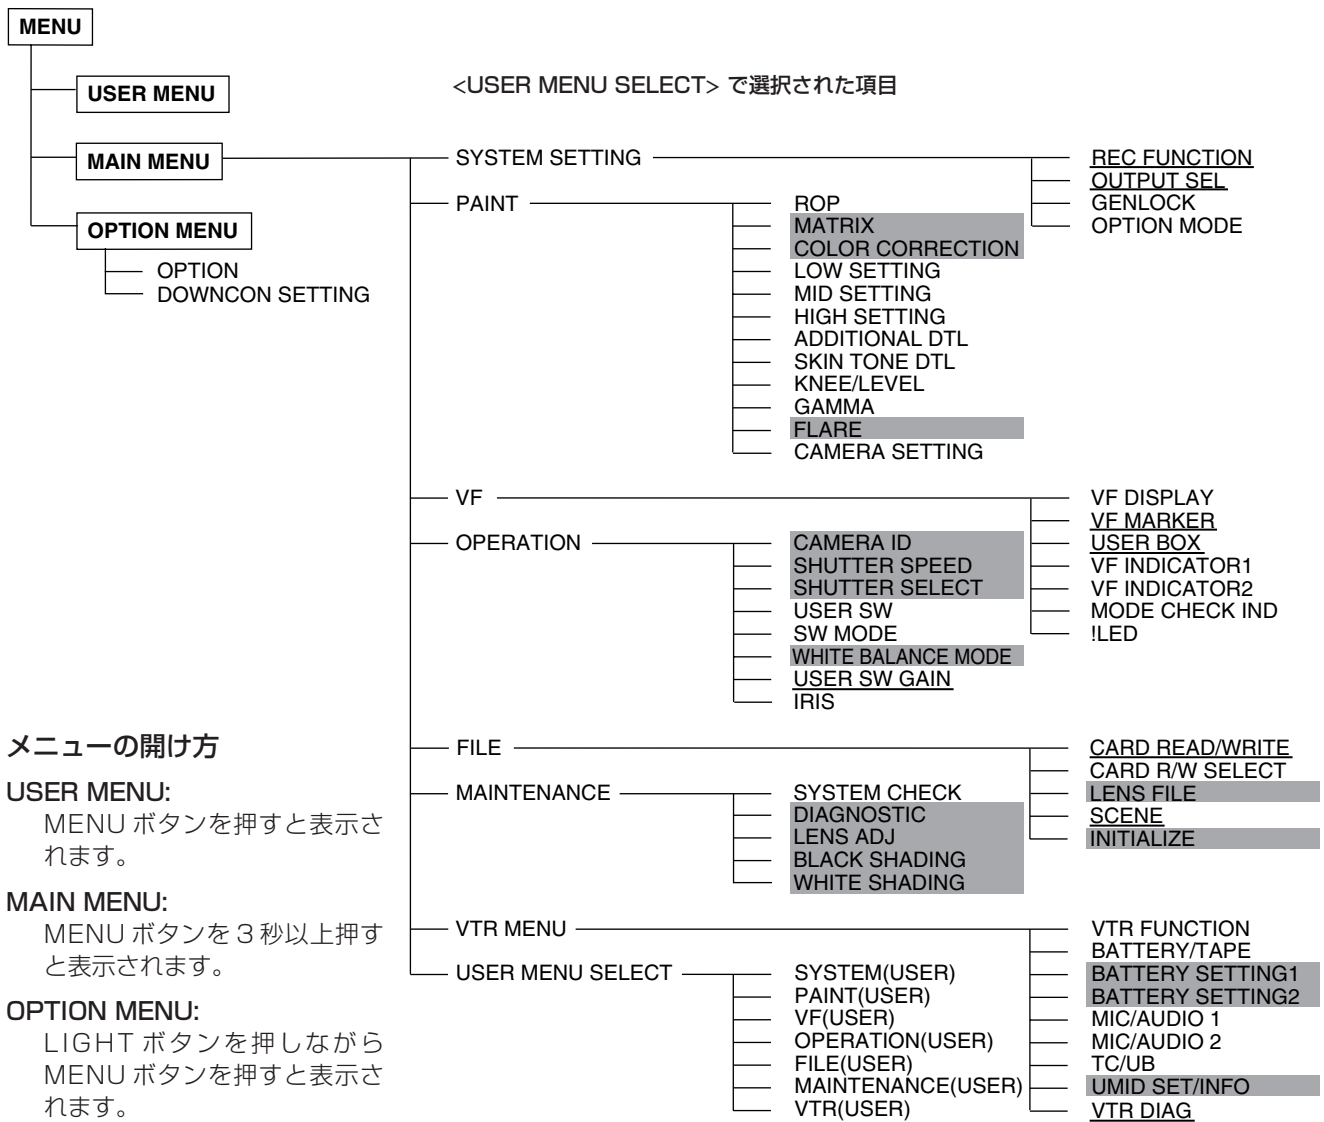 MENU
USER MENU
<USER MENU SELECT> で選択された項目
MAIN MENU
OPTION MENU
OPTION
DOWNCON SETTING
SYSTEM SETTING
REC FUNCTION
OUTPUT SEL
GENLOCK
OPTION MODE
PAINT
ROP
MATRIX
COLOR CORRECTION
LOW SETTING
MID SETTING
HIGH SETTING
ADDITIONAL DTL
SKIN TONE DTL
KNEE/LEVEL
GAMMA
FLARE
CAMERA SETTING
VF
VF DISPLAY
VF MARKER
USER BOX
VF INDICATOR1
VF INDICATOR2
MODE CHECK IND
!LED
OPERATION
CAMERA ID
SHUTTER SPEED
SHUTTER SELECT
USER SW
SW MODE
WHITE BALANCE MODE
USER SW GAIN
IRIS
FILE
CARD READ/WRITE
CARD R/W SELECT
LENS FILE
SCENE
INITIALIZE
MAINTENANCE
SYSTEM CHECK
DIAGNOSTIC
LENS ADJ
BLACK SHADING
WHITE SHADING
VTR MENU
VTR FUNCTION
BATTERY/TAPE
BATTERY SETTING1
BATTERY SETTING2
MIC/AUDIO 1
MIC/AUDIO 2
TC/UB
UMID SET/INFO
VTR DIAG
USER MENU SELECT
SYSTEM(USER)
PAINT(USER)
VF(USER)
OPERATION(USER)
FILE(USER)
MAINTENANCE(USER)
VTR(USER)
メニューの開け方
USER MENU:
MENU ボタンを押すと表示さ
れます。
MAIN MENU:
MENU ボタンを 3 秒以上押す
と表示されます。
OPTION MENU:
LIGHT ボタンを押しながら
MENU ボタンを押すと表示さ
れます。